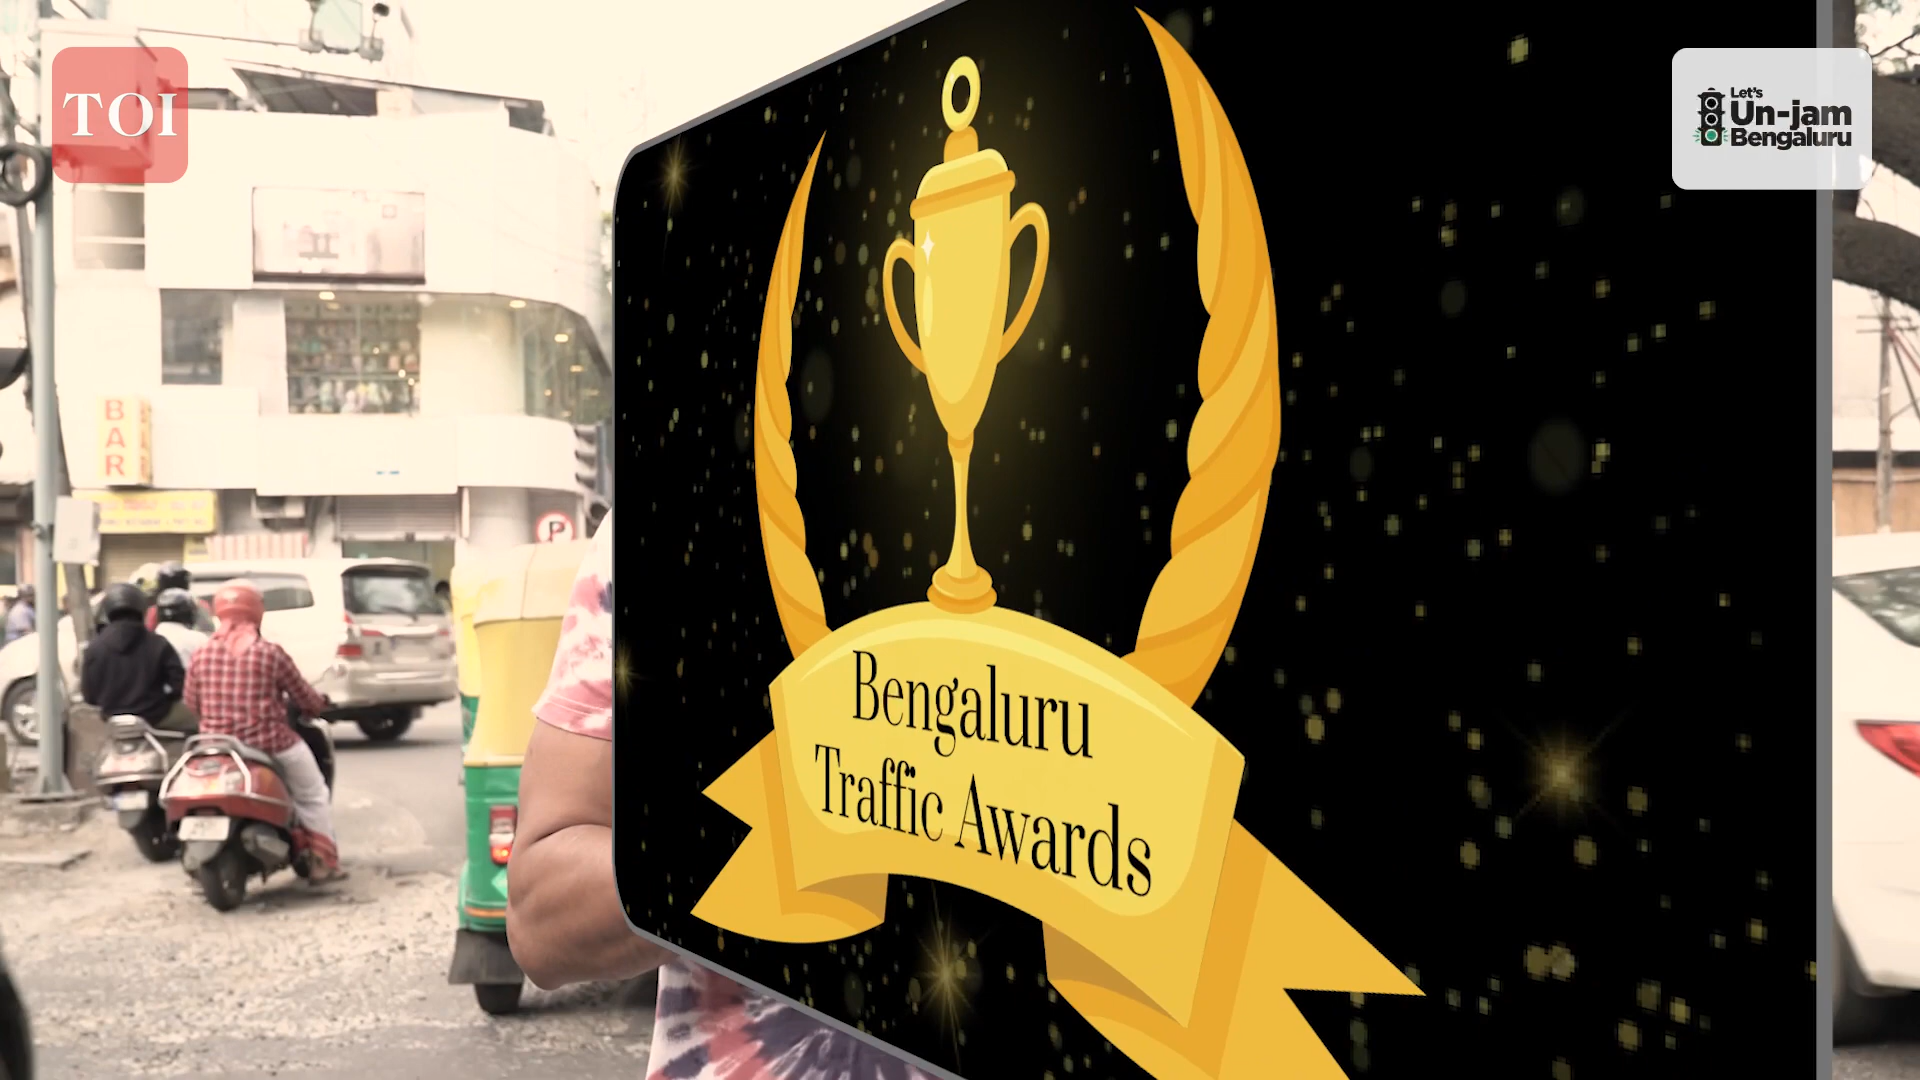 TOI
Let's
Un-jam
Bengaluru
BAR
P
Bengaluru
Traffic Awards